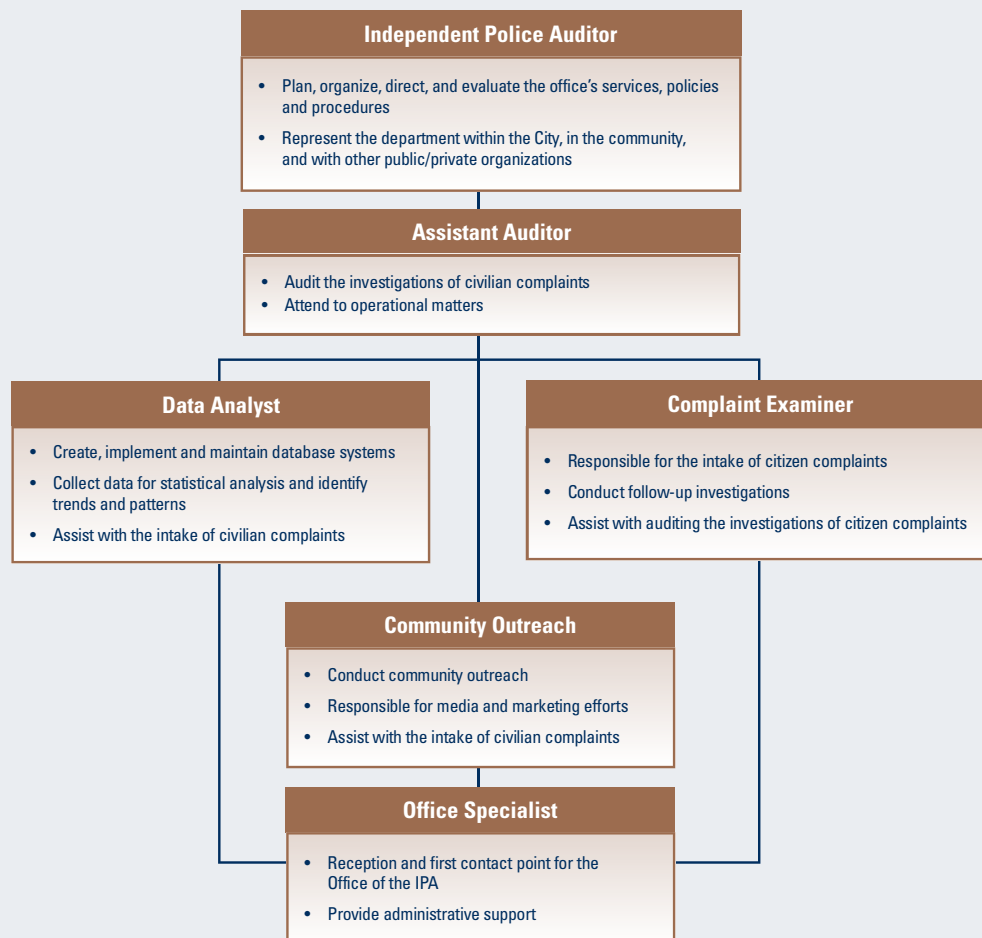 Independent Police Auditor
• Plan, organize, direct, and evaluate the office's services, policies
and procedures
• Represent the department within the City, in the community,
and with other public/private organizations
Assistant Auditor
• Audit the investigations of civilian complaints
• Attend to operational matters
Data Analyst
• Create, implement and maintain database systems
• Collect data for statistical analysis and identify
trends and patterns
• Assist with the intake of civilian complaints
Complaint Examiner
• Responsible for the intake of citizen complaints
• Conduct follow-up investigations
• Assist with auditing the investigations of citizen complaints
Community Outreach
• Conduct community outreach
• Responsible for media and marketing efforts
• Assist with the intake of civilian complaints
Office Specialist
• Reception and first contact point for the
Office of the IPA
• Provide administrative support